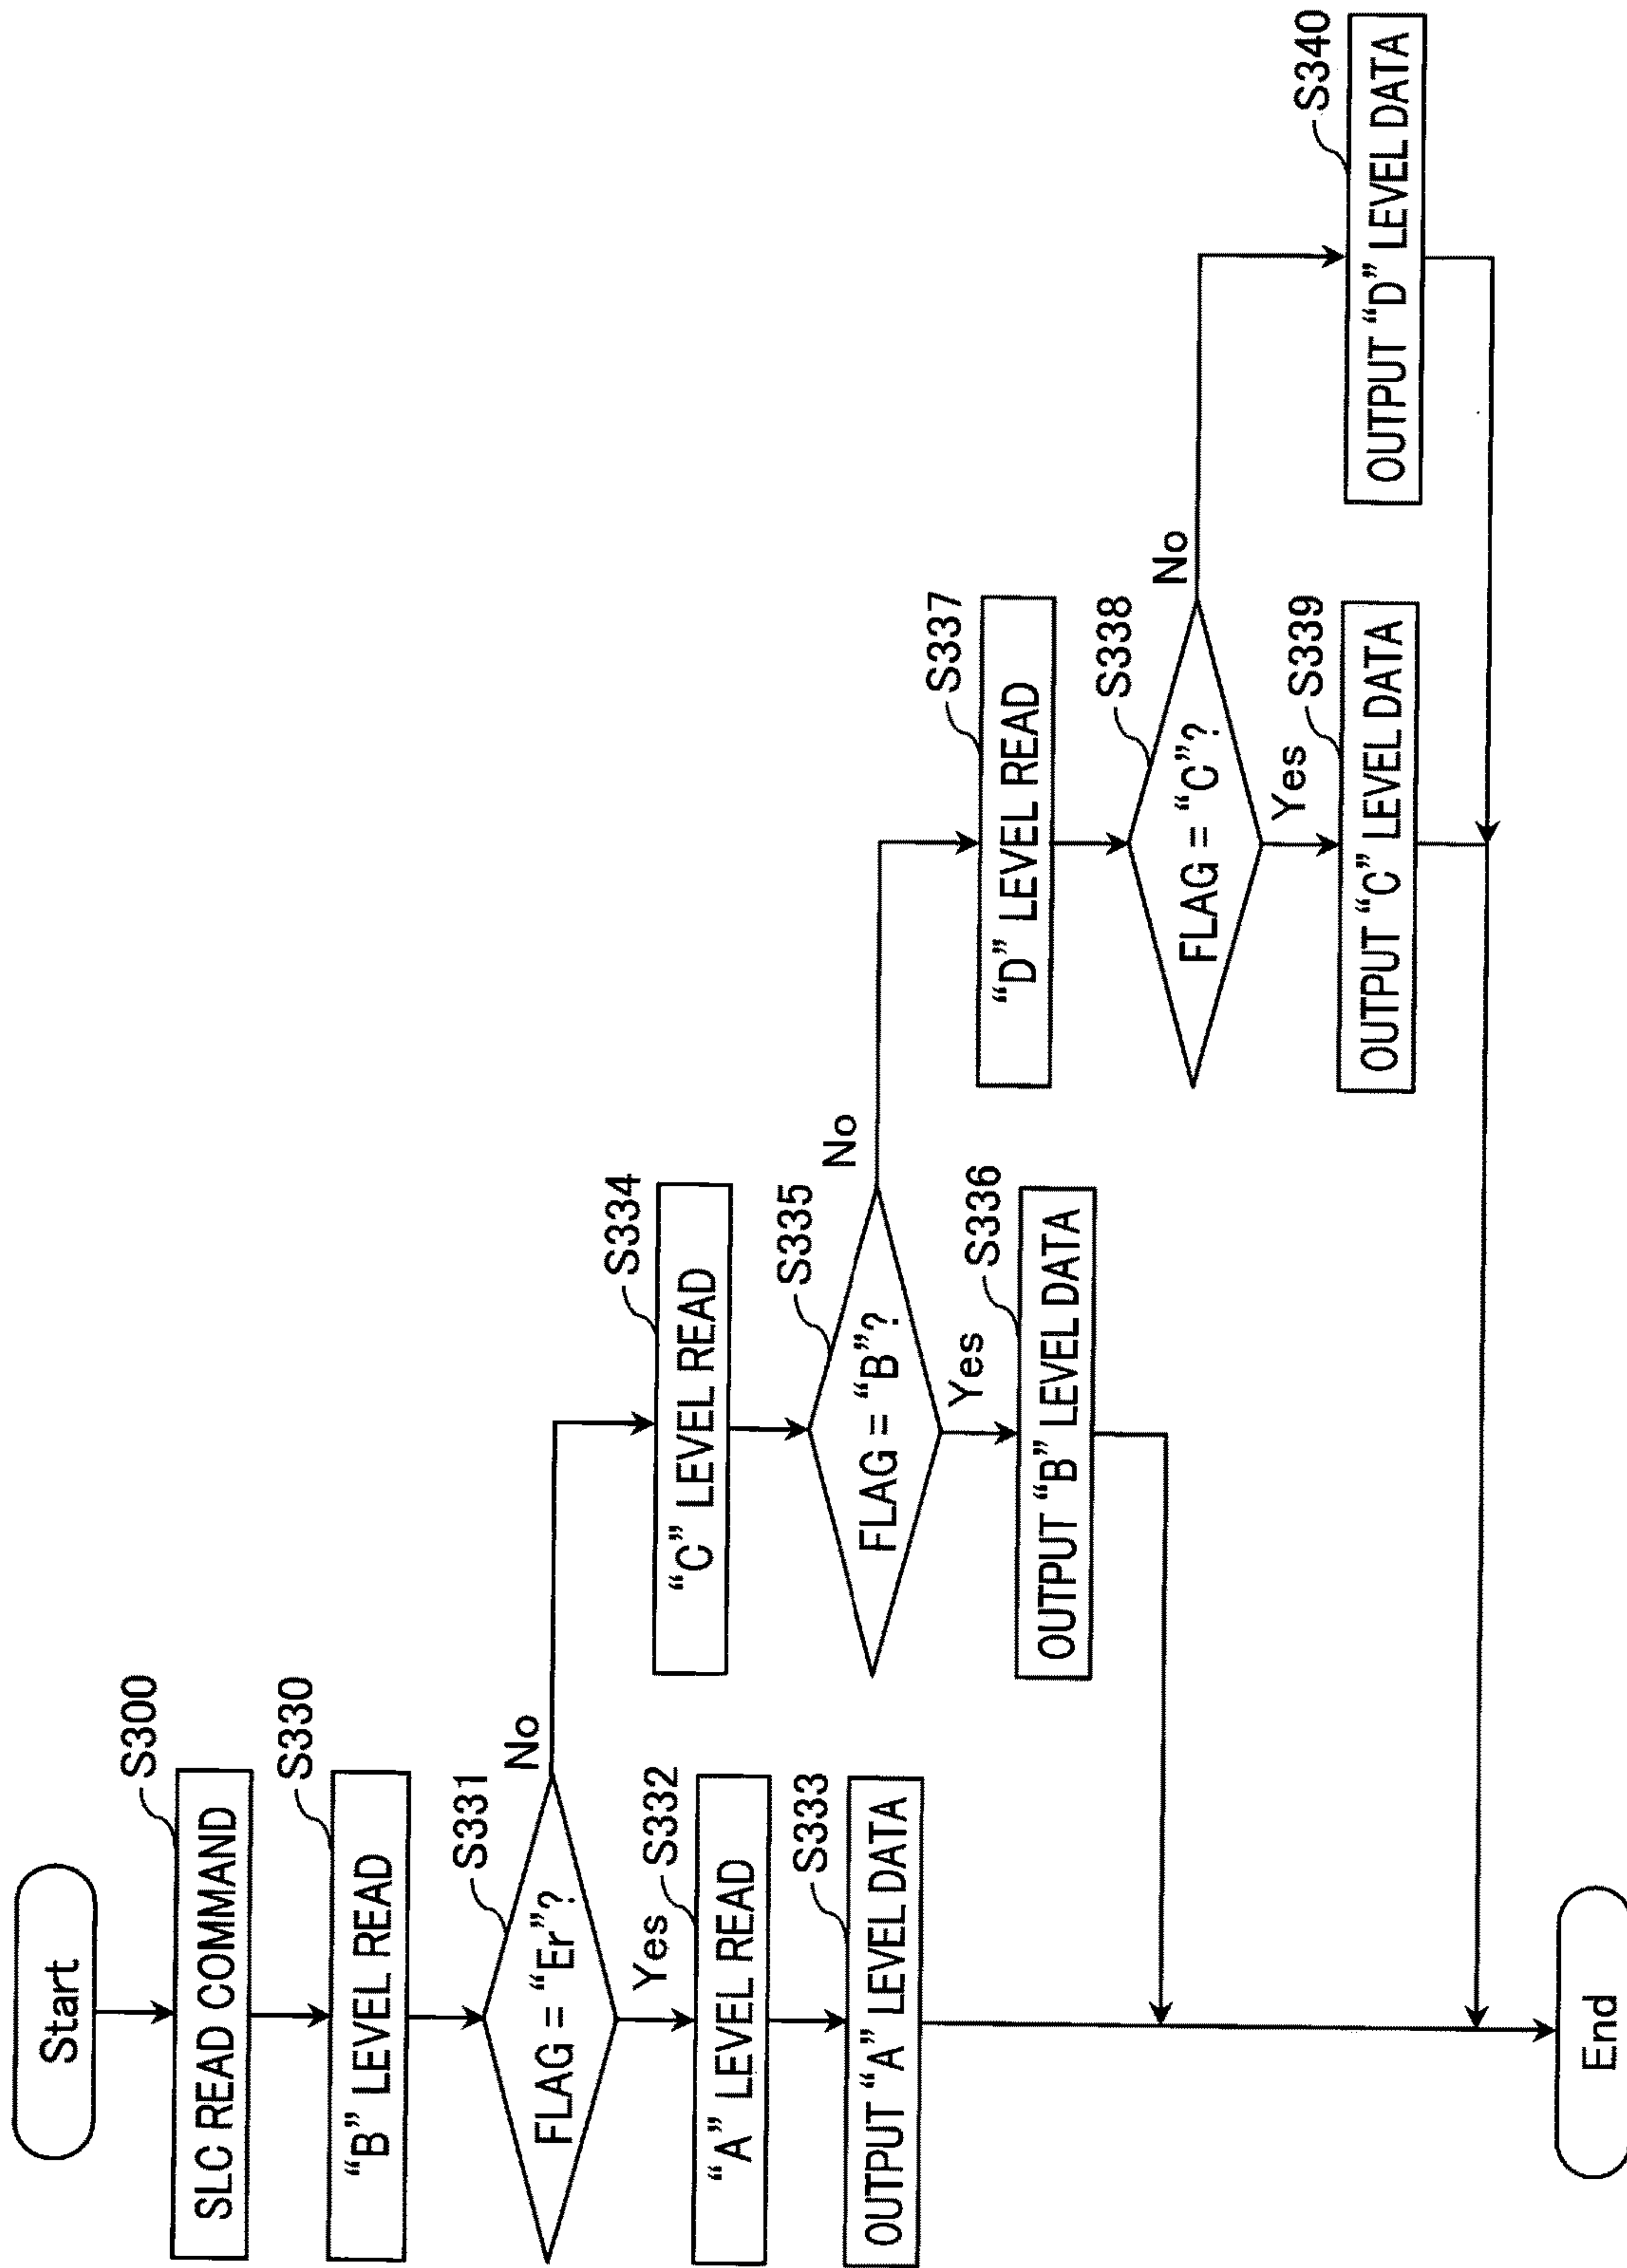 Start
S300
SLC READ COMMAND
S330
“B” LEVEL READ
S331
FLAG = “Er”?
No
Yes
S332
“A” LEVEL READ
S333
OUTPUT “A” LEVEL DATA
S334
“C” LEVEL READ
S335
FLAG = “B”?
No
Yes
S336
OUTPUT “B” LEVEL DATA
S337
“D” LEVEL READ
S338
FLAG = “C”?
No
Yes
S339
OUTPUT “C” LEVEL DATA
S340
OUTPUT “D” LEVEL DATA
End